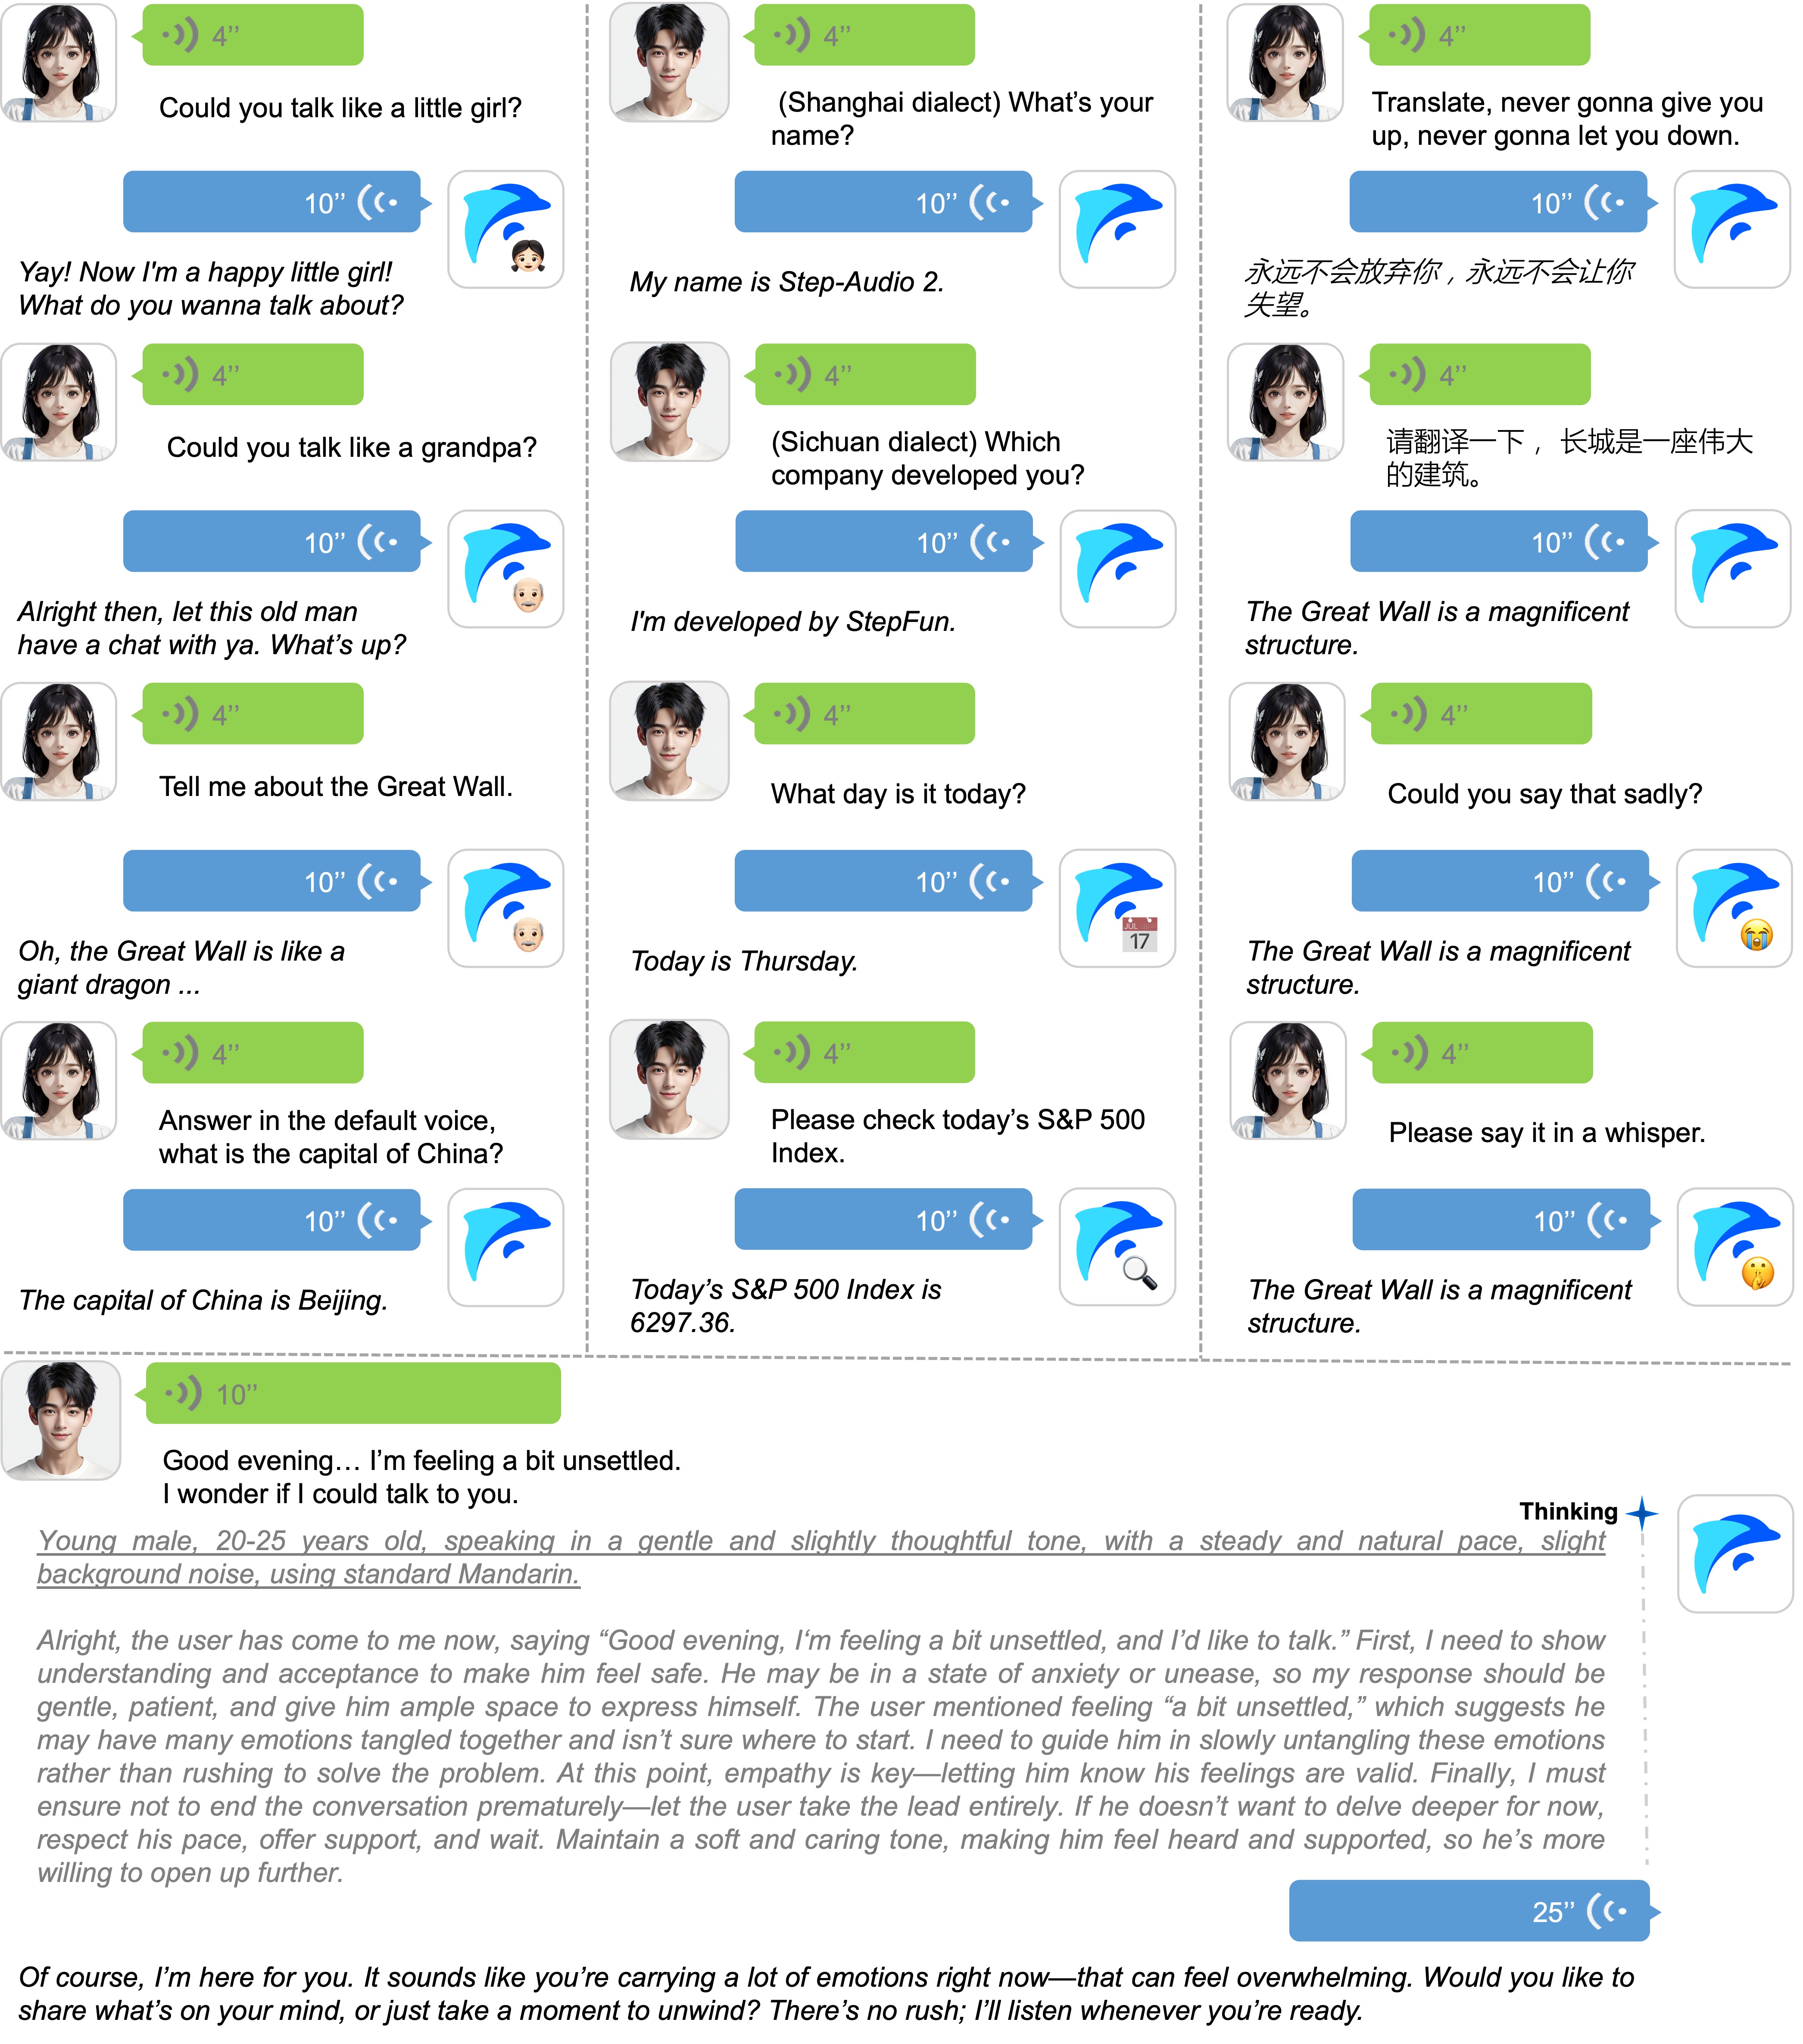 4’’
Could you talk like a little girl?
10’’
Yay! Now I'm a happy little girl!
What do you wanna talk about?
4’’
Could you talk like a grandpa?
10’’
Alright then, let this old man
have a chat with ya. What’s up?
4’’
Tell me about the Great Wall.
10’’
Oh, the Great Wall is like a
giant dragon ...
4’’
Answer in the default voice,
what is the capital of China?
10’’
The capital of China is Beijing.
4’’
(Shanghai dialect) What’s your
name?
10’’
My name is Step-Audio 2.
4’’
(Sichuan dialect) Which
company developed you?
10’’
I'm developed by StepFun.
4’’
What day is it today?
10’’
JUL
17
Today is Thursday.
4’’
Please check today’s S&P 500
Index.
10’’
Today’s S&P 500 Index is
6297.36.
4’’
Translate, never gonna give you
up, never gonna let you down.
10’’
永远不会放弃你，永远不会让你
失望。
4’’
请翻译一下， 长城是一座伟大
的建筑。
10’’
The Great Wall is a magnificent
structure.
4’’
Could you say that sadly?
10’’
The Great Wall is a magnificent
structure.
4’’
Please say it in a whisper.
10’’
The Great Wall is a magnificent
structure.
10’’
Good evening… I’m feeling a bit unsettled.
I wonder if I could talk to you.
Thinking
Young male, 20-25 years old, speaking in a gentle and slightly thoughtful tone, with a steady and natural pace, slight
background noise, using standard Mandarin.
Alright, the user has come to me now, saying “Good evening, I‘m feeling a bit unsettled, and I’d like to talk.” First, I need to show
understanding and acceptance to make him feel safe. He may be in a state of anxiety or unease, so my response should be
gentle, patient, and give him ample space to express himself. The user mentioned feeling “a bit unsettled,” which suggests he
may have many emotions tangled together and isn’t sure where to start. I need to guide him in slowly untangling these emotions
rather than rushing to solve the problem. At this point, empathy is key—letting him know his feelings are valid. Finally, I must
ensure not to end the conversation prematurely—let the user take the lead entirely. If he doesn’t want to delve deeper for now,
respect his pace, offer support, and wait. Maintain a soft and caring tone, making him feel heard and supported, so he’s more
willing to open up further.
25’’
Of course, I’m here for you. It sounds like you’re carrying a lot of emotions right now—that can feel overwhelming. Would you like to
share what’s on your mind, or just take a moment to unwind? There’s no rush; I’ll listen whenever you’re ready.